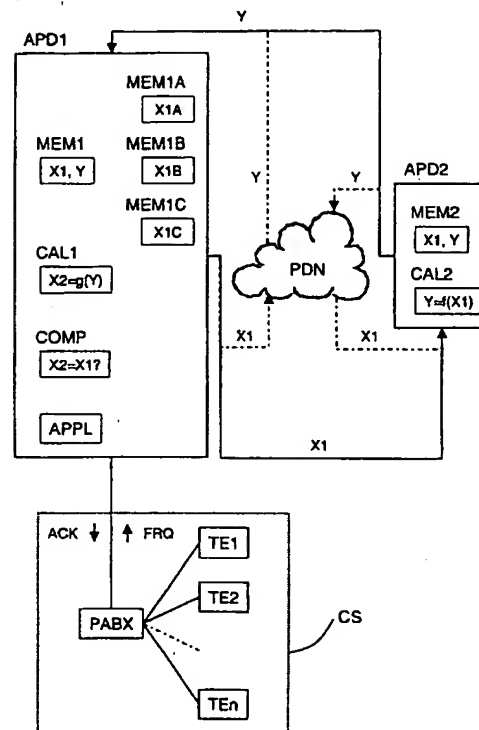 Y
APD1
MEM1A
X1A
MEM1
MEM1B
X1, Y
X1B
MEM1C
X1C
Y
Y
APD2
MEM2
X1, Y
PDN
CAL1
X2=g(Y)
CAL2
Y=f(X1)
COMP
X2=X1?
X1
X1
APPL
X1
ACK
FRQ
TE1
TE2
PABX
CS
TEn